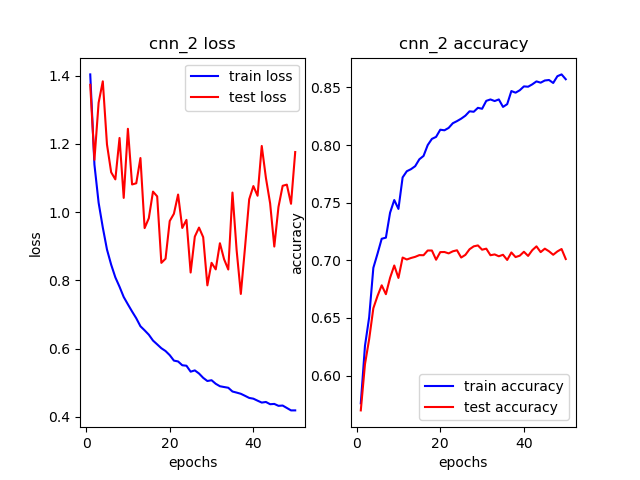 cnn_2 loss
1.4
1.2
1.0
0.8
0.6
0.4
loss
train loss
test loss
0
20
40
epochs
cnn_2 accuracy
0.85
0.80
0.75
0.70
0.65
0.60
accuracy
train accuracy
test accuracy
0
20
40
epochs